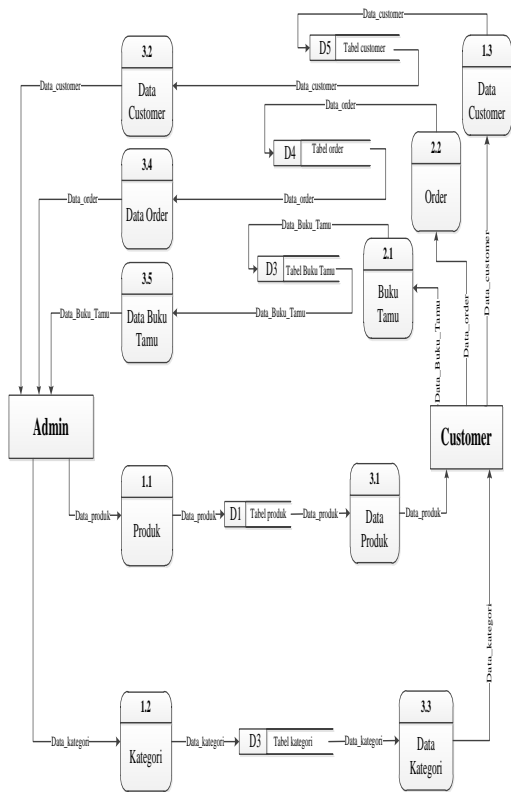 Data_customer
D5 Tabel customer
Data_customer
3.2
Data
Customer
Data_customer
1.3
Data
Customer
Data_order
D4 Tabel order
Data_order
3.4
Data Order
Data_order
2.2
Order
Data_Buku_Tamu
D3 Tabel Buku Tamu
Data_Buku_Tamu
3.5
Data Buku
Tamu
Data_Buku_Tamu
2.1
Buku
Tamu
Data_Buku_Tamu
Data_order
Data_customer
Admin
Customer
Data_produk
1.1
Produk
Data_produk
D1 Tabel produk
Data_produk
3.1
Data
Produk
Data_produk
Data_kategori
Data_kategori
1.2
Kategori
Data_kategori
D3 Tabel kategori
Data_kategori
3.3
Data
Kategori